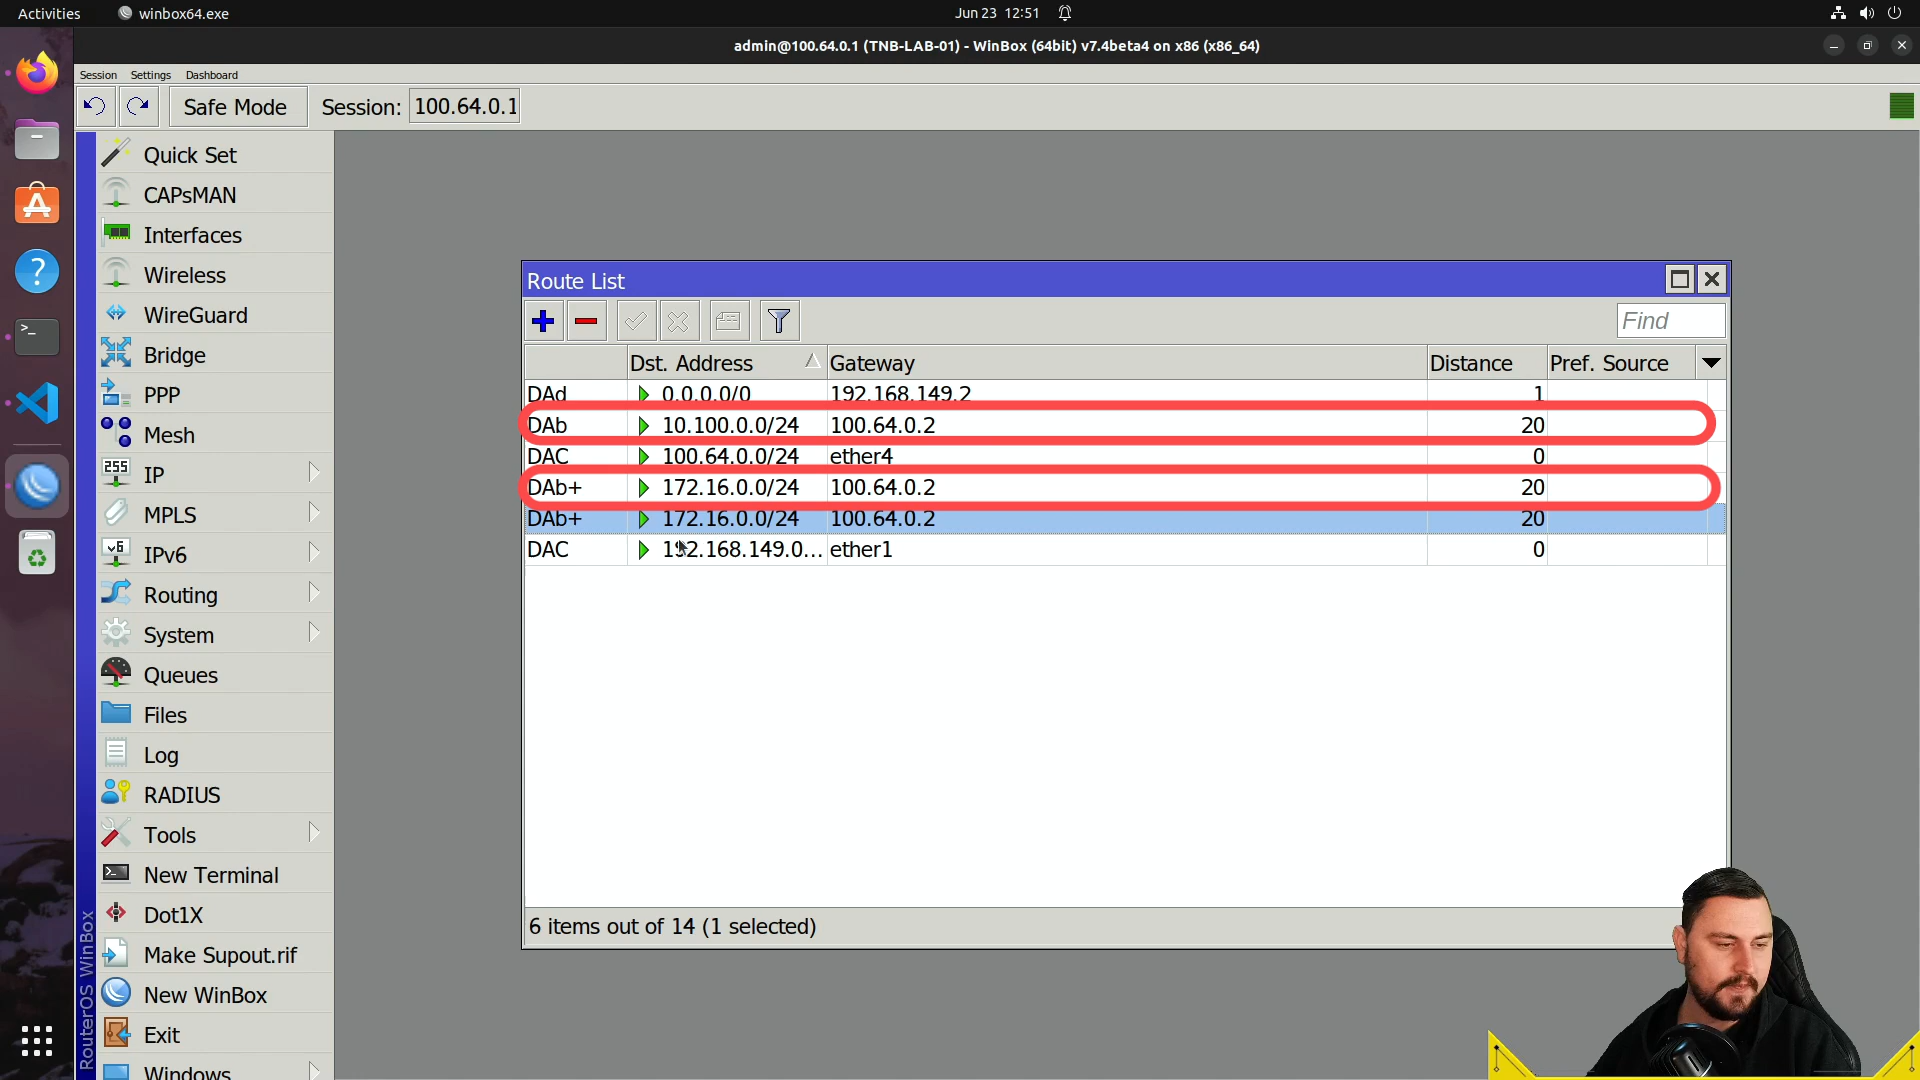 Activities winbox64.exe Jun 23 12:51
admin@100.64.0.1 (TNB-LAB-01) - WinBox (64bit) v7.4beta4 on x86 (x86_64)
Session Settings Dashboard
Safe Mode Session: 100.64.0.1
Quick Set
CAPsMAN
Interfaces
Wireless
WireGuard
Bridge
PPP
Mesh
255 IP
MPLS
v6 IPv6
Routing
System
Queues
Files
Log
RADIUS
Tools
New Terminal
Dot1X
Make Supout.rif
New WinBox
Exit
Windows
RouterOS WinBox
Route List
Find
Dst. Address Gateway Distance Pref. Source
DAd 0.0.0.0/0 192.168.149.2 1
DAb 10.100.0.0/24 100.64.0.2 20
DAC 100.64.0.0/24 ether4 0
DAb+ 172.16.0.0/24 100.64.0.2 20
DAb+ 172.16.0.0/24 100.64.0.2 20
DAC 192.168.149.0... ether1 0
6 items out of 14 (1 selected)